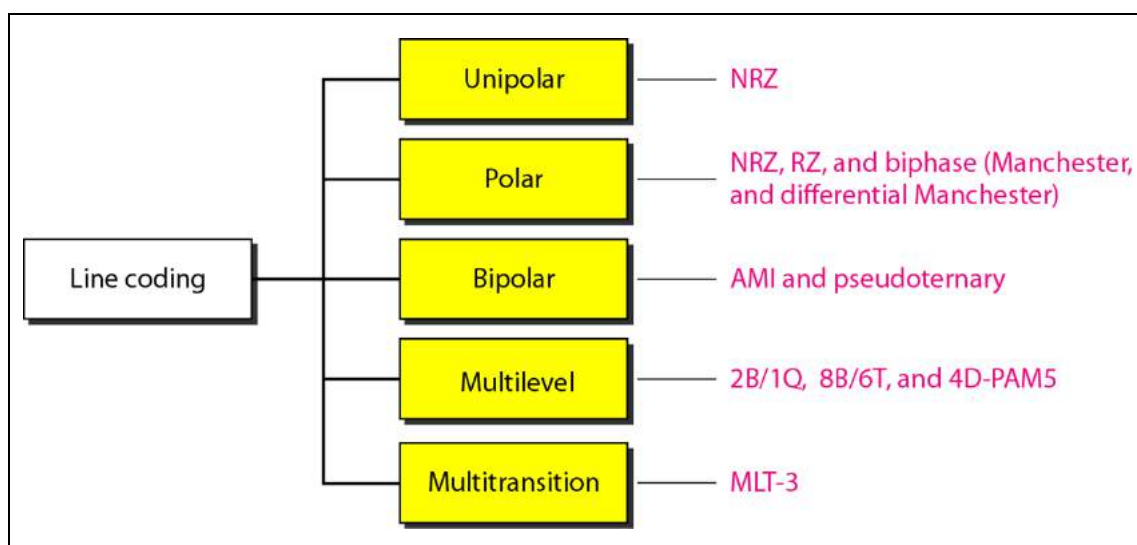 Line coding
Unipolar
NRZ
Polar
NRZ, RZ, and biphase (Manchester,
and differential Manchester)
Bipolar
AMI and pseudoternary
Multilevel
2B/1Q, 8B/6T, and 4D-PAM5
Multitransition
MLT-3